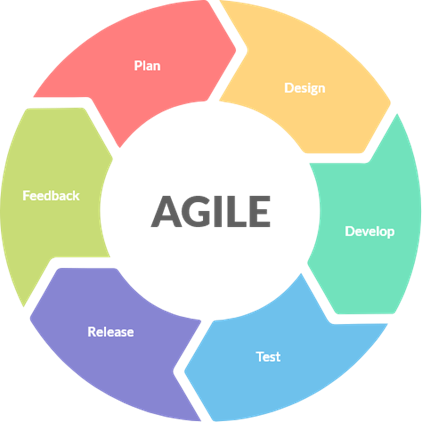 Plan
Design
Develop
Test
Release
Feedback
AGILE